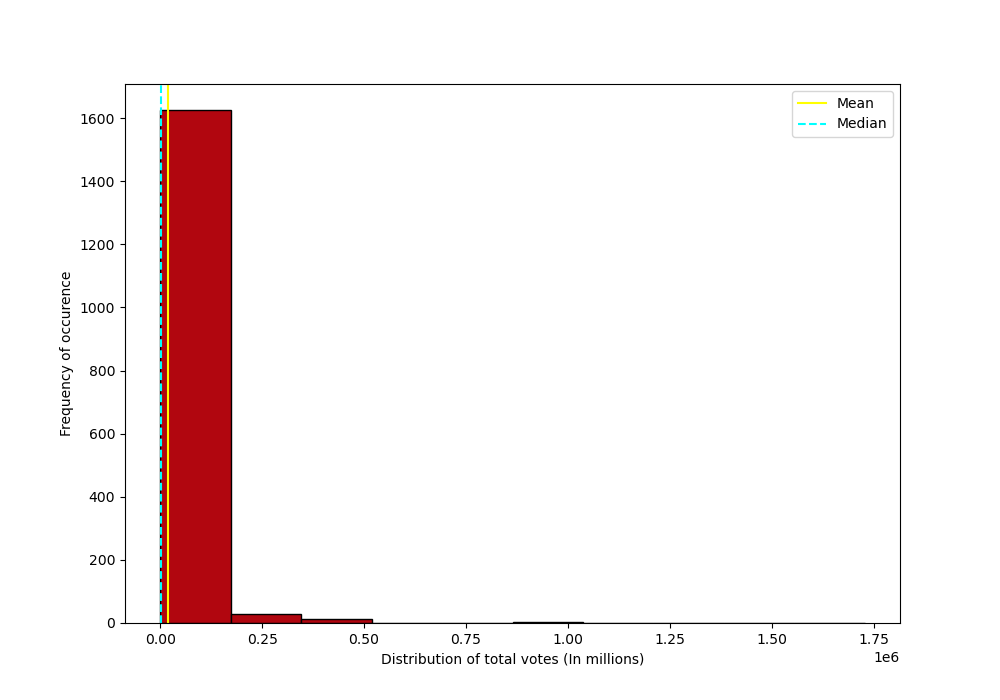 Mean
Median
Frequency of occurence
1600
1400
1200
1000
800
600
400
200
0
0.00 0.25 0.50 0.75 1.00 1.25 1.50 1.75
1e6
Distribution of total votes (In millions)